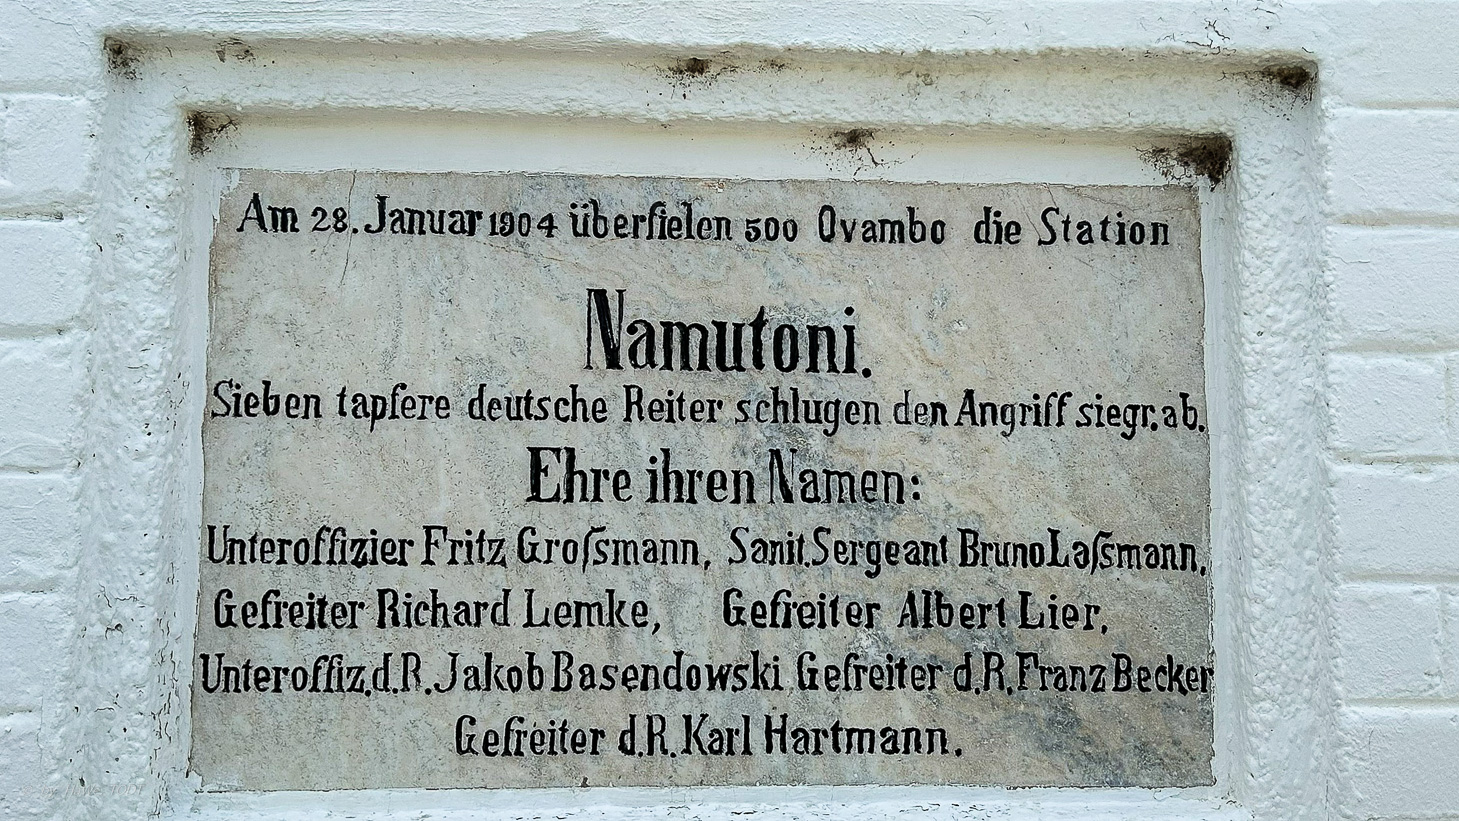 Am 28. Januar 1904 überfielen 500 Ovambo die Station
Namutoni.
Sieben tapfere deutsche Reiter schlugen den Angriff siegr. ab.
Ehre ihren Namen:
Unteroffizier Fritz Groſsmann, Sanit. Sergeant Bruno Laſsmann,
Gefreiter Richard Lemke, Gefreiter Albert Lier,
Unteroffiz. d. R. Jakob Basendowski Gefreiter d. R. Franz Becker
Gefreiter d. R. Karl Hartmann.